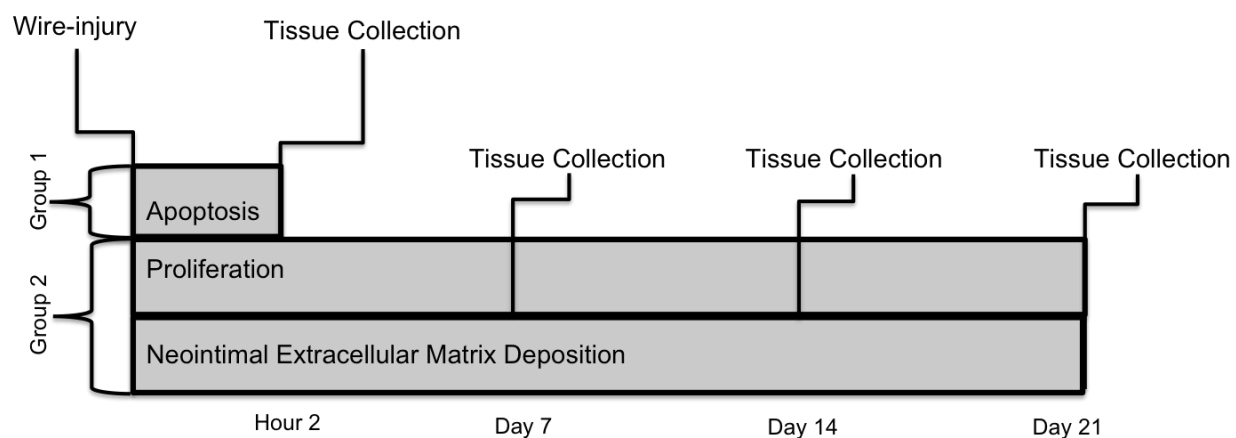 Wire-injury
Tissue Collection
Tissue Collection
Tissue Collection
Tissue Collection
Group 1
Apoptosis
Group 2
Proliferation
Neointimal Extracellular Matrix Deposition
Hour 2
Day 7
Day 14
Day 21